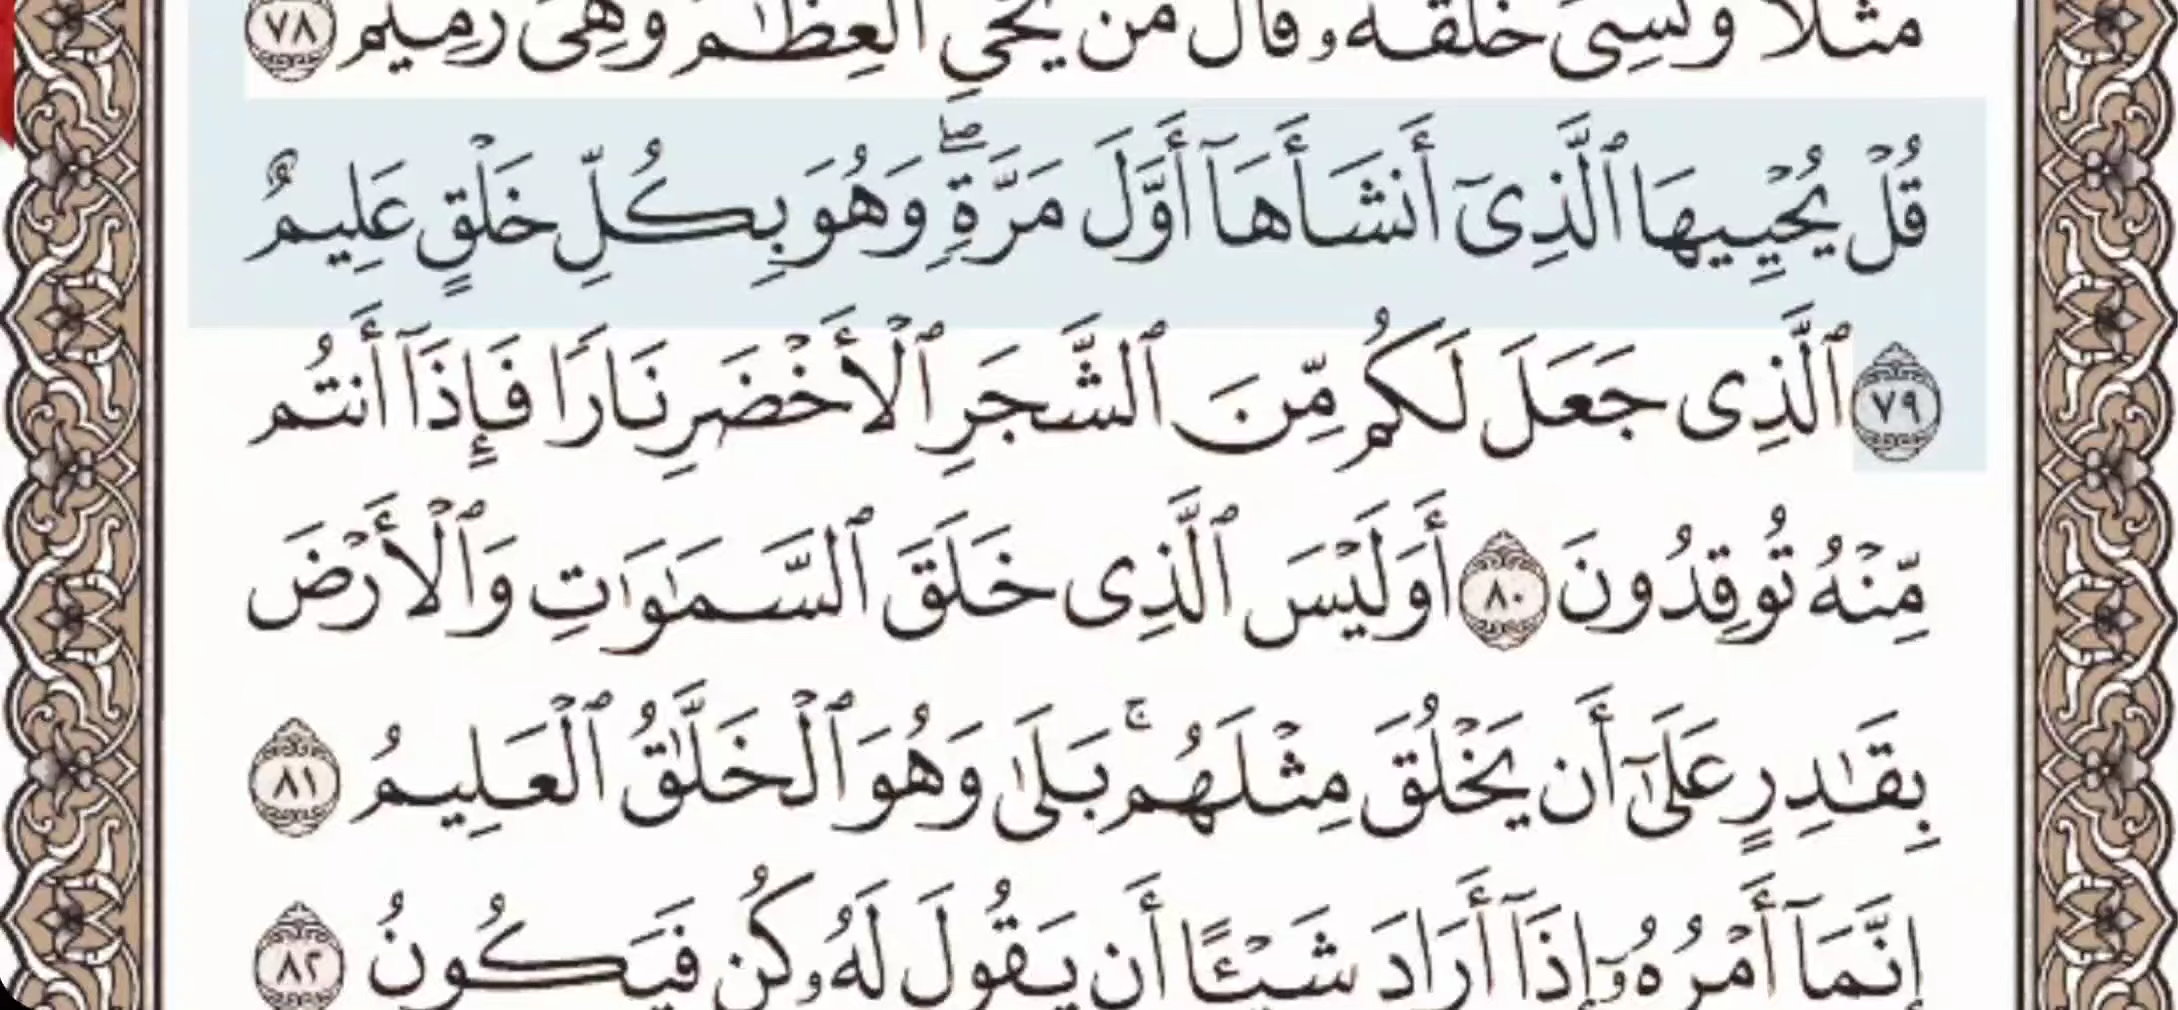 مَثَلًا وَنَسِيَ خَلْقَهُۥ قَالَ مَن يُحْيِ ٱلْعِظَٰمَ وَهِىَ رَمِيمٌ ٧٨
قُلْ يُحْيِيهَا ٱلَّذِىٓ أَنشَأَهَآ أَوَّلَ مَرَّةٍۖ وَهُوَ بِكُلِّ خَلْقٍ عَلِيمٌ
٧٩ ٱلَّذِى جَعَلَ لَكُم مِّنَ ٱلشَّجَرِ ٱلْأَخْضَرِ نَارًا فَإِذَآ أَنتُم
مِّنْهُ تُوقِدُونَ ٨٠ أَوَلَيْسَ ٱلَّذِى خَلَقَ ٱلسَّمَٰوَٰتِ وَٱلْأَرْضَ
بِقَٰدِرٍ عَلَىٰٓ أَن يَخْلُقَ مِثْلَهُمۚ بَلَىٰ وَهُوَ ٱلْخَلَّٰقُ ٱلْعَلِيمُ ٨١
إِنَّمَآ أَمْرُهُۥٓ إِذَآ أَرَادَ شَيْـًٔا أَن يَقُولَ لَهُۥ كُن فَيَكُونُ ٨٢